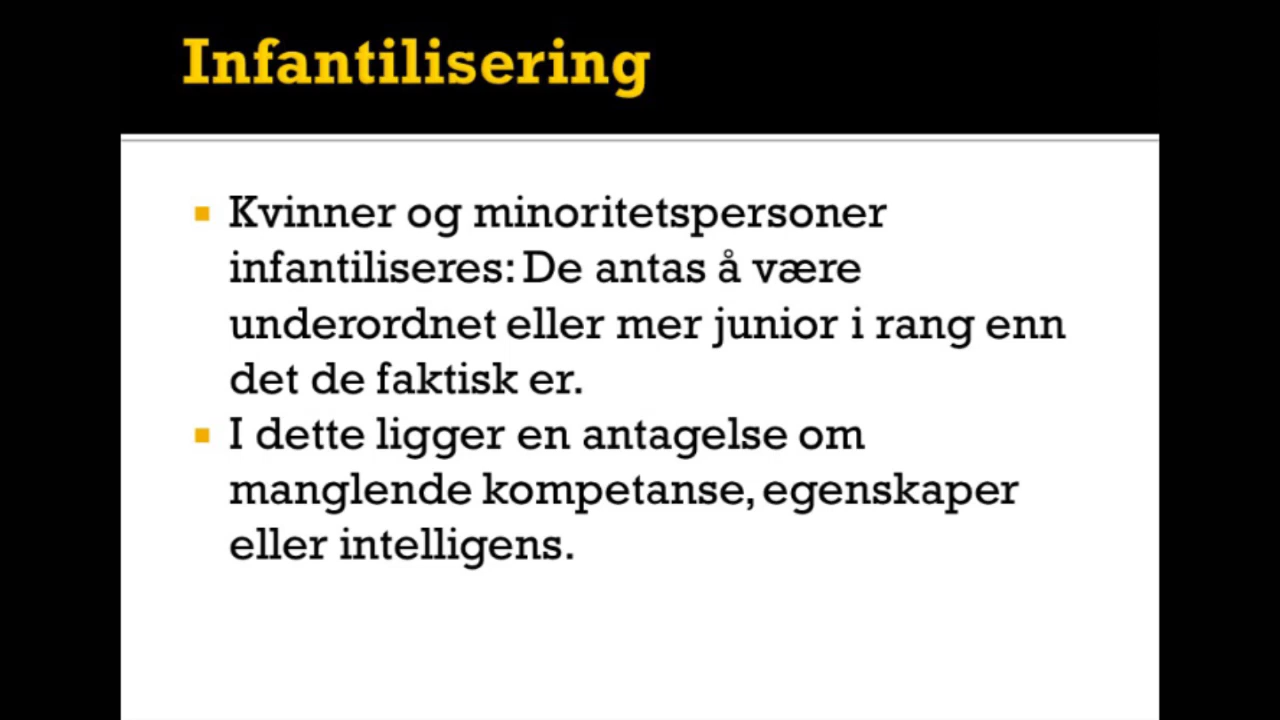 Infantilisering
Kvinner og minoritetspersoner
infantiliseres: De antas å være
underordnet eller mer junior i rang enn
det de faktisk er.
I dette ligger en antagelse om
manglende kompetanse, egenskaper
eller intelligens.